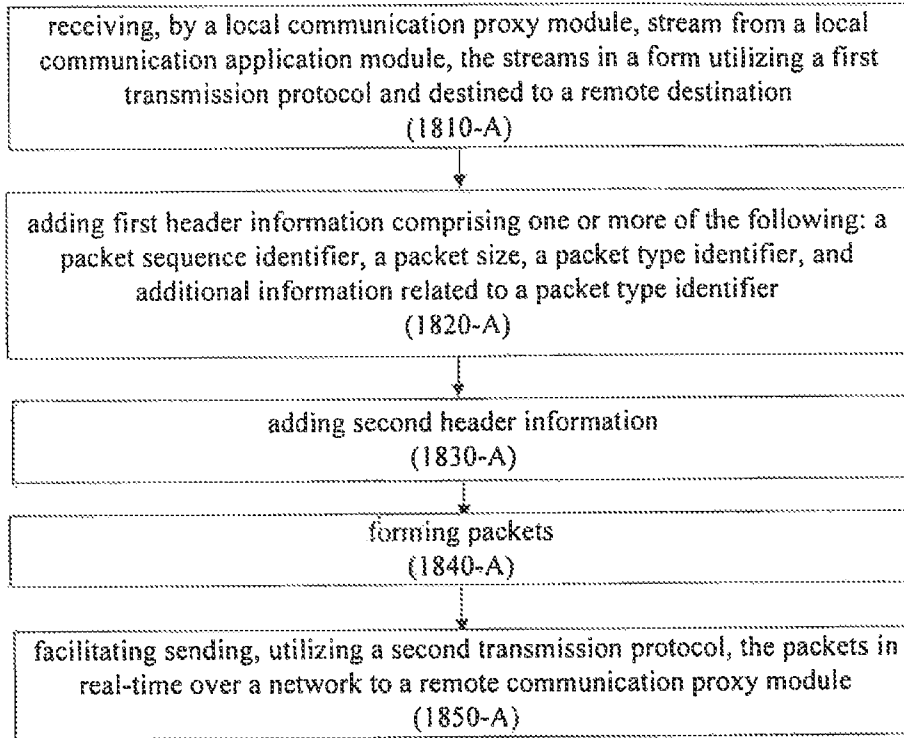 receiving, by a local communication proxy module, stream from a local
communication application module, the streams in a form utilizing a first
transmission protocol and destined to a remote destination
(1810-A)
adding first header information comprising one or more of the following: a
packet sequence identifier, a packet size, a packet type identifier, and
additional information related to a packet type identifier
(1820-A)
adding second header information
(1830-A)
forming packets
(1840-A)
facilitating sending, utilizing a second transmission protocol, the packets in
real-time over a network to a remote communication proxy module
(1850-A)